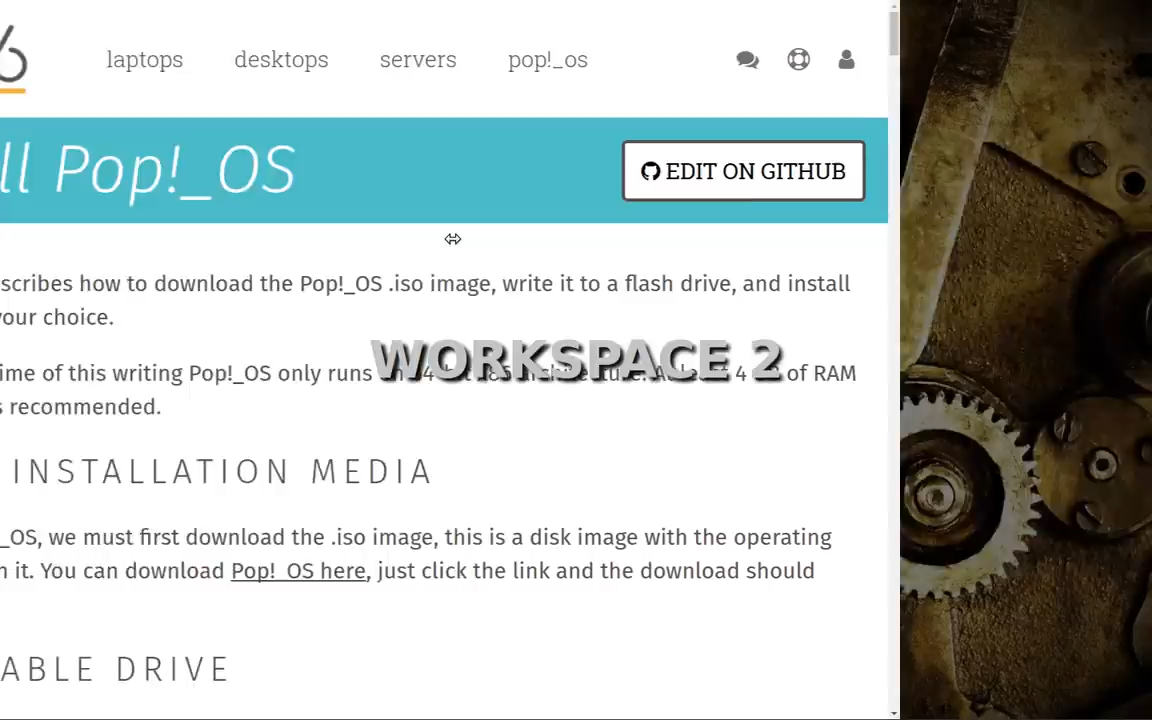 6
laptops desktops servers pop!_os
ll Pop!_OS
EDIT ON GITHUB
scribes how to download the Pop!_OS .iso image, write it to a flash drive, and install
your choice.
WORKSPACE 2
ime of this writing Pop!_OS only runs of RAM
s recommended.
INSTALLATION MEDIA
_OS, we must first download the .iso image, this is a disk image with the operating
n it. You can download Pop!_OS here, just click the link and the download should
ABLE DRIVE